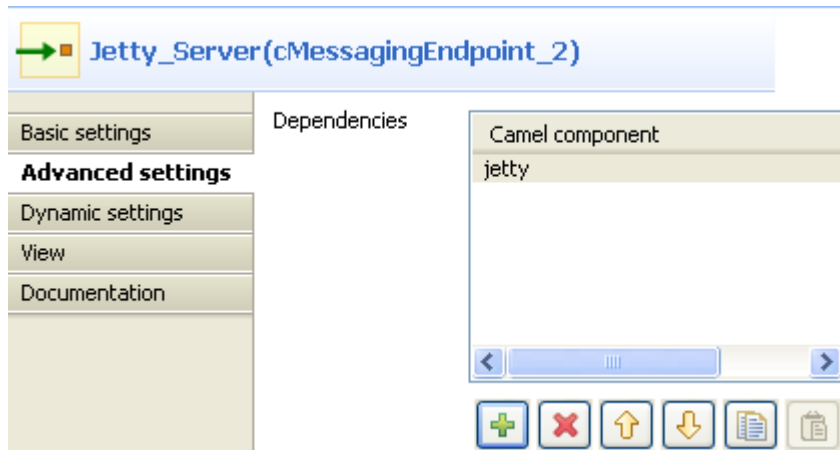 Jetty_Server(cMessagingEndpoint_2)
Basic settings
Advanced settings
Dynamic settings
View
Documentation
Dependencies
Camel component
jetty